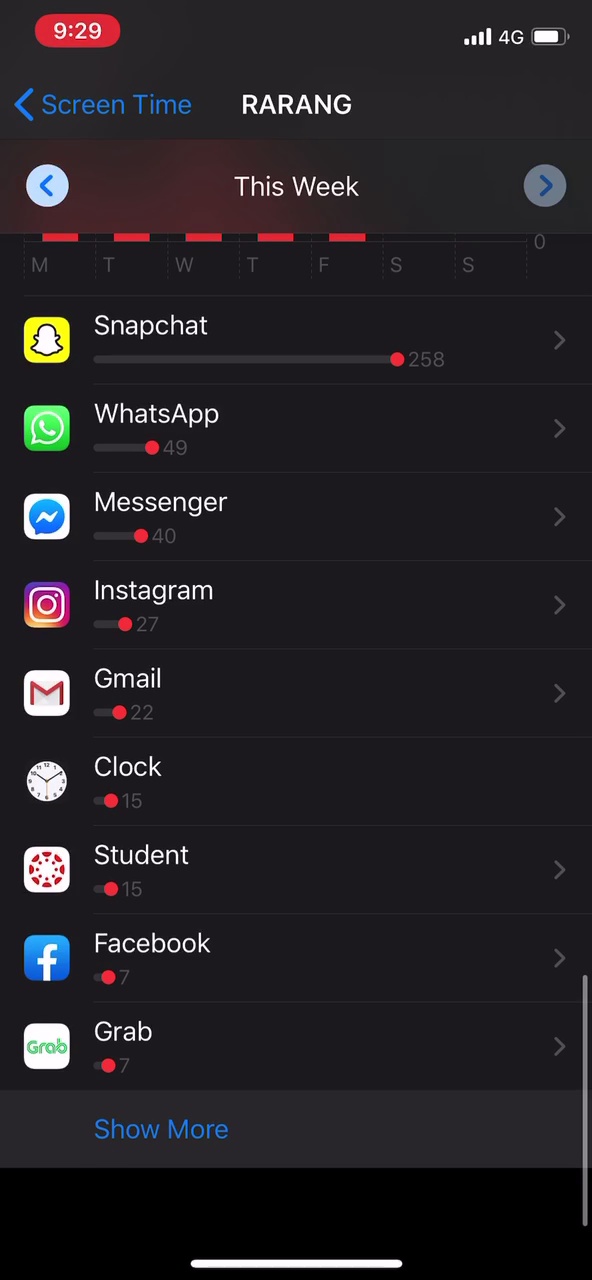 9:29
4G
Screen Time
RARANG
This Week
0
M T W T F S S
Snapchat
258
WhatsApp
49
Messenger
40
Instagram
27
Gmail
22
Clock
15
Student
15
Facebook
7
Grab
Grab
7
Show More